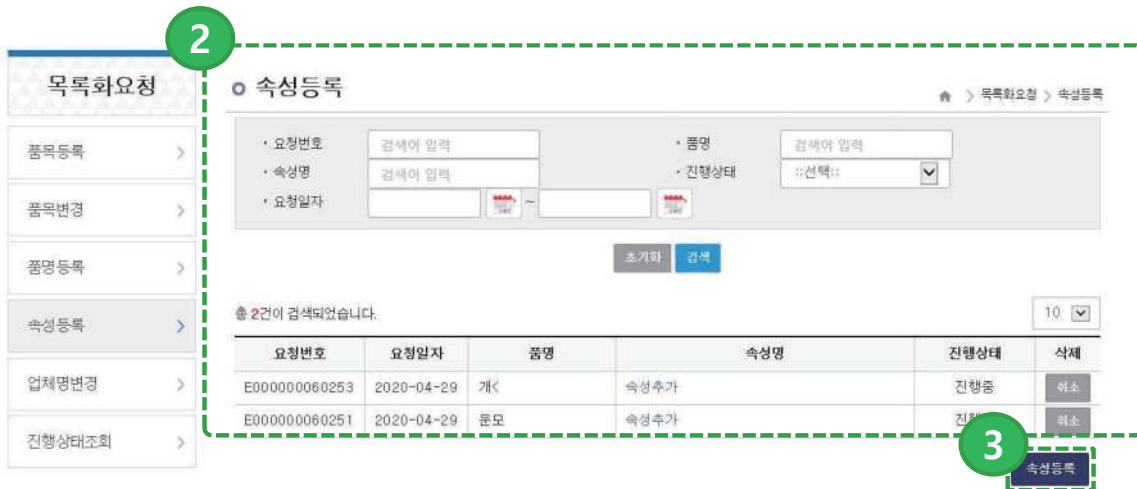 2
목록화요청
속성등록
목록화요청 > 속성등록
품목등록 >
품목변경 >
품명등록 >
속성등록 >
업체명변경 >
진행상태조회 >
· 요청번호 검색어 입력 · 품명 검색어 입력
· 속성명 검색어 입력 · 진행상태 ::선택::
· 요청일자 ~
초기화 검색
총 2건이 검색되었습니다. 10
요청번호 요청일자 품명 속성명 진행상태 삭제
E000000060253 2020-04-29 개< 속성추가 진행중 취소
E000000060251 2020-04-29 문모 속성추가 취소
3
속성등록